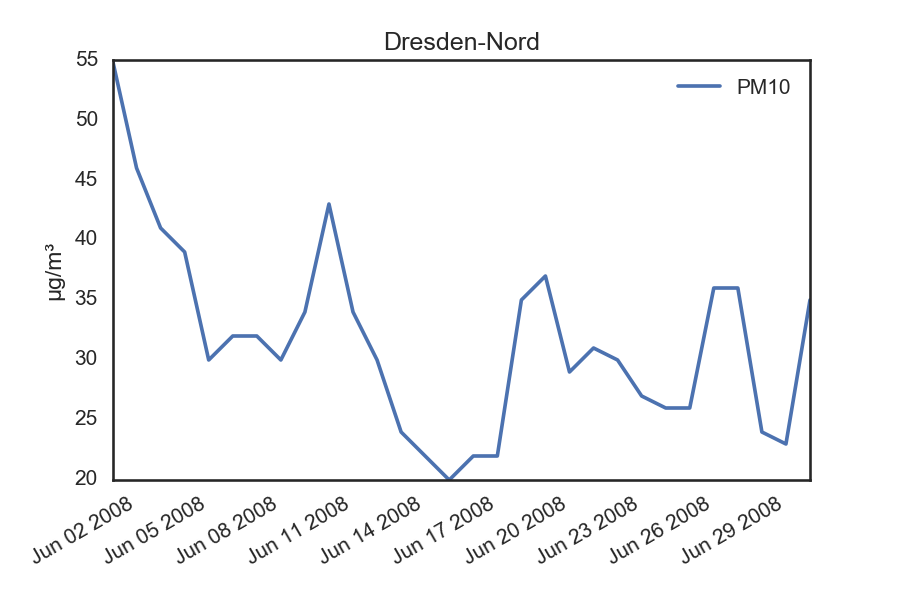 Dresden-Nord
55
50
45
40
35
30
25
20
µg/m³
PM10
Jun 02 2008
Jun 05 2008
Jun 08 2008
Jun 11 2008
Jun 14 2008
Jun 17 2008
Jun 20 2008
Jun 23 2008
Jun 26 2008
Jun 29 2008